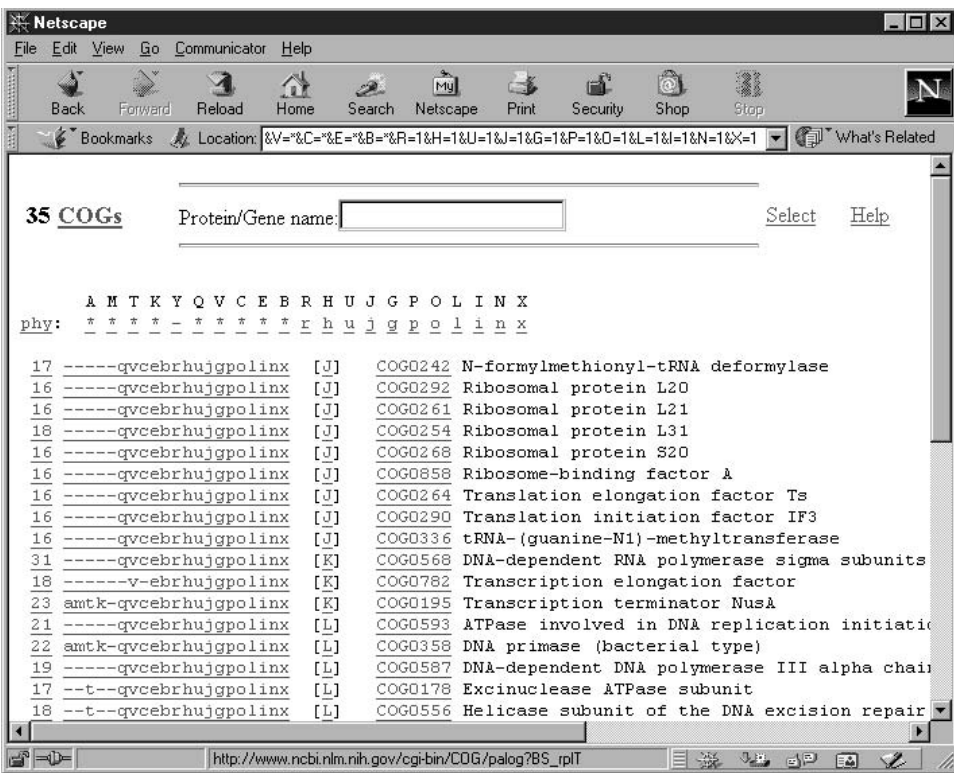 Netscape
File Edit View Go Communicator Help
Back Forward Reload Home Search Netscape Print Security Shop Stop
My
N
Bookmarks Location: &V=*&C=*&E=*&B=*&R=1&H=1&U=1&J=1&G=1&P=1&O=1&L=1&I=1&N=1&X=1 What's Related
35 COGs Protein/Gene name: Select Help
A M T K Y Q V C E B R H U J G P O L I N X
phy: * * * * - * * * * * r h u j g p o l i n x
17 -----qvcebrhujgpolinx [J] COG0242 N-formylmethionyl-tRNA deformylase
16 -----qvcebrhujgpolinx [J] COG0292 Ribosomal protein L20
16 -----qvcebrhujgpolinx [J] COG0261 Ribosomal protein L21
18 -----qvcebrhujgpolinx [J] COG0254 Ribosomal protein L31
16 -----qvcebrhujgpolinx [J] COG0268 Ribosomal protein S20
16 -----qvcebrhujgpolinx [J] COG0858 Ribosome-binding factor A
16 -----qvcebrhujgpolinx [J] COG0264 Translation elongation factor Ts
16 -----qvcebrhujgpolinx [J] COG0290 Translation initiation factor IF3
16 -----qvcebrhujgpolinx [J] COG0336 tRNA-(guanine-N1)-methyltransferase
31 -----qvcebrhujgpolinx [K] COG0568 DNA-dependent RNA polymerase sigma subunits
18 ------v-ebrhujgpolinx [K] COG0782 Transcription elongation factor
23 amtk-qvcebrhujgpolinx [K] COG0195 Transcription terminator NusA
21 -----qvcebrhujgpolinx [L] COG0593 ATPase involved in DNA replication initiati
22 amtk-qvcebrhujgpolinx [L] COG0358 DNA primase (bacterial type)
19 -----qvcebrhujgpolinx [L] COG0587 DNA-dependent DNA polymerase III alpha chai
17 --t--qvcebrhujgpolinx [L] COG0178 Excinuclease ATPase subunit
18 --t--qvcebrhujgpolinx [L] COG0556 Helicase subunit of the DNA excision repair
http://www.ncbi.nlm.nih.gov/cgi-bin/COG/palog?BS_rplT